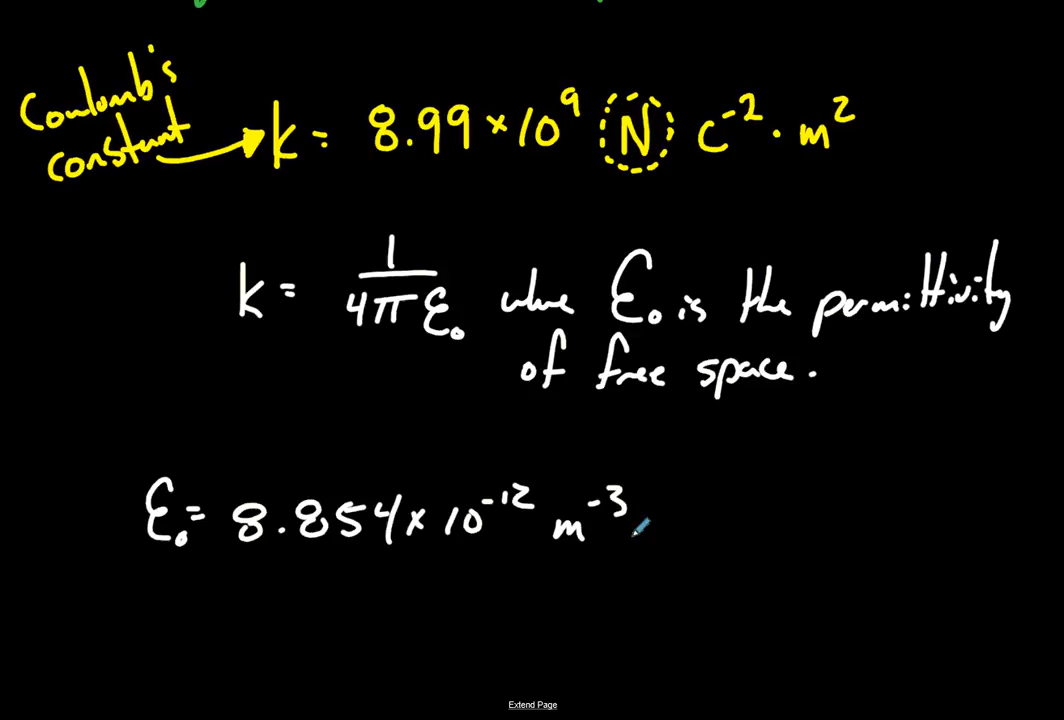 Coulomb's
constant
k = 8.99 × 10⁹ N C⁻² · m²
k = 1/4πε₀ where ε₀ is the permittivity
of free space.
ε₀ = 8.854 × 10⁻¹² m⁻³
Extend Page